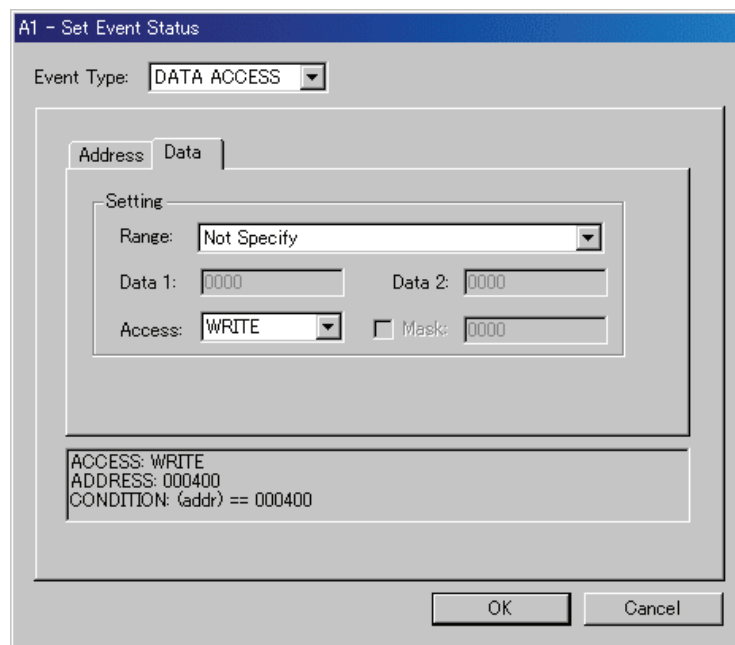 A1 - Set Event Status
Event Type: DATA ACCESS
Address Data
Setting
Range: Not Specify
Data 1: 0000 Data 2: 0000
Access: WRITE Mask: 0000
ACCESS: WRITE
ADDRESS: 000400
CONDITION: (addr) == 000400
OK Cancel